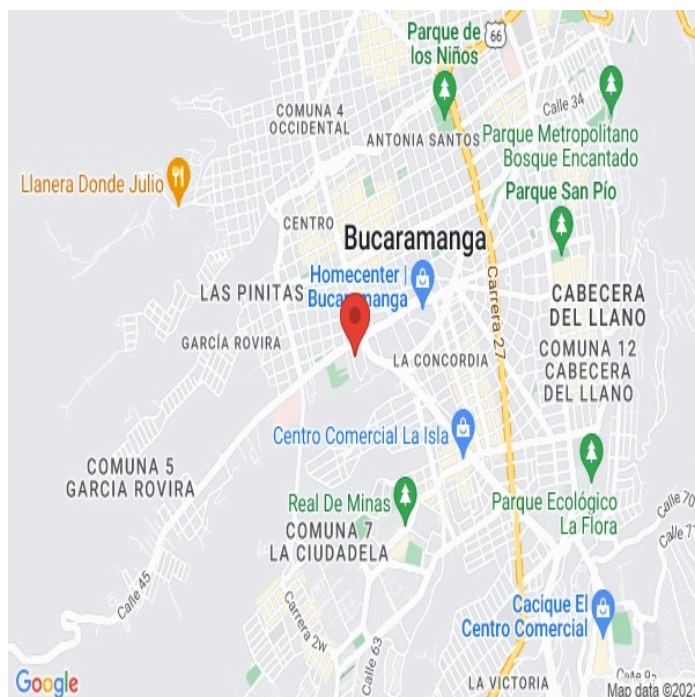 Parque de
los Niños
66
Calle 34
COMUNA 4
OCCIDENTAL
ANTONIA SANTOS
Parque Metropolitano
Bosque Encantado
Llanera Donde Julio
Parque San Pío
CENTRO
Bucaramanga
Homecenter |
Bucaramanga
Carrera 27
LAS PINITAS
CABECERA
DEL LLANO
GARCÍA ROVIRA
LA CONCORDIA
COMUNA 12
CABECERA
DEL LLANO
Centro Comercial La Isla
COMUNA 5
GARCIA ROVIRA
Real De Minas
Parque Ecológico
La Flora
Calle 70
COMUNA 7
LA CIUDADELA
Calle 45
Carrera 2W
Cacique El
Centro Comercial
Calle 63
LA VICTORIA
Google
Map data